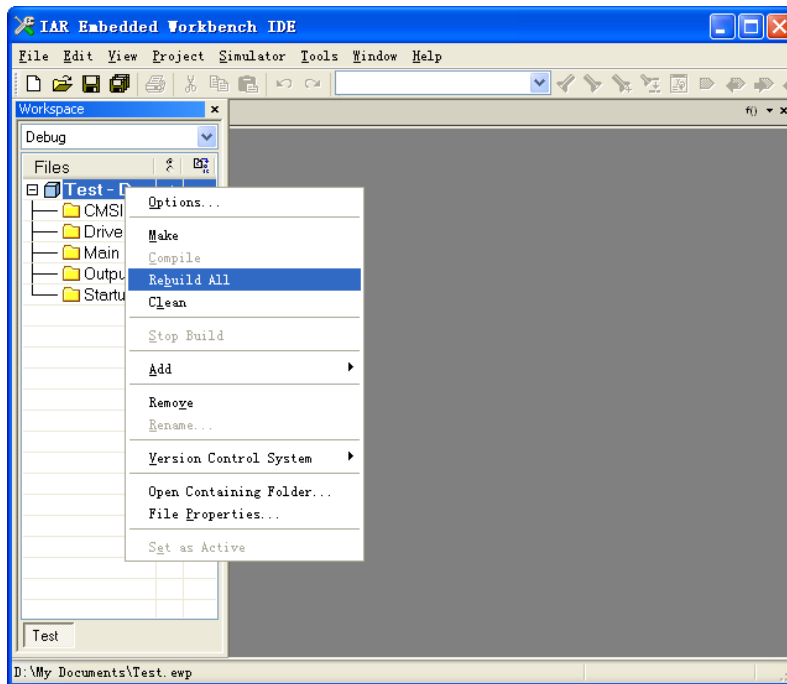 IAR Embedded Workbench IDE
File Edit View Project Simulator Tools Window Help
Workspace
f()
Debug
Files
Test - D
CMSI
Drive
Main
Outpu
Startu
Options...
Make
Compile
Rebuild All
Clean
Stop Build
Add
Remove
Rename...
Version Control System
Open Containing Folder...
File Properties...
Set as Active
Test
D:\My Documents\Test.ewp